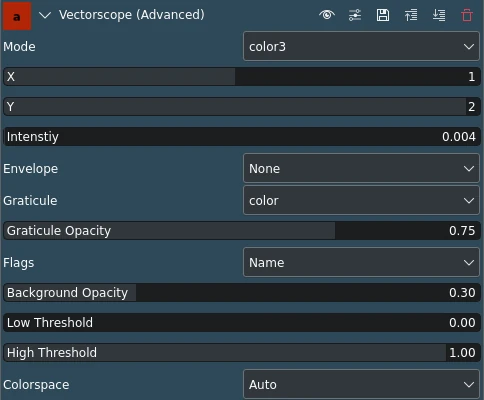 a Vectorscope (Advanced)
Mode color3
X 1
Y 2
Intenstiy 0.004
Envelope None
Graticule color
Graticule Opacity 0.75
Flags Name
Background Opacity 0.30
Low Threshold 0.00
High Threshold 1.00
Colorspace Auto